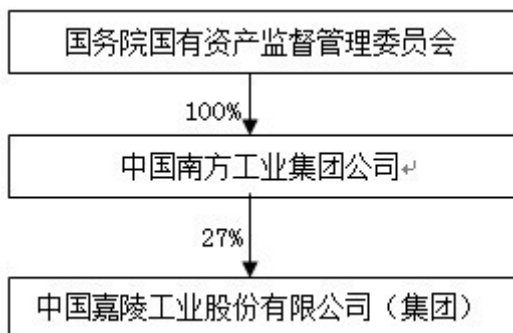 国务院国有资产监督管理委员会
100%
中国南方工业集团公司↵
27%
中国嘉陵工业股份有限公司（集团）